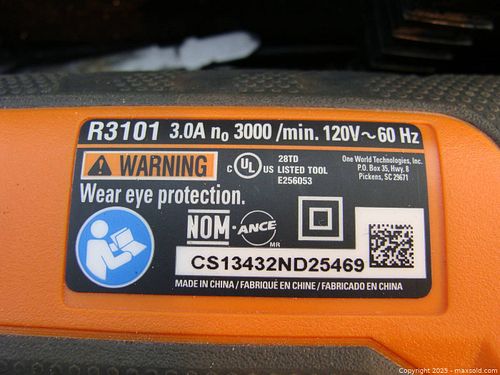 R3101 3.0A no 3000 /min. 120V~60 Hz
WARNING
Wear eye protection.
C UL US
28TD
LISTED TOOL
E256053
One World Technologies, Inc.
P.O. Box 35, Hwy. 8
Pickens, SC 29671
NOM-ANCE
MR
CS13432ND25469
MADE IN CHINA / FABRIQUÉ EN CHINE / FABRICADO EN CHINA
Copyright 2025 - maxsold.com